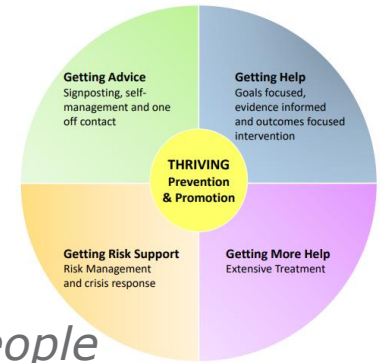 Getting Advice
Signposting, self-
management and one
off contact
Getting Help
Goals focused,
evidence informed
and outcomes focused
intervention
THRIVING
Prevention
& Promotion
Getting Risk Support
Risk Management
and crisis response
Getting More Help
Extensive Treatment
eople